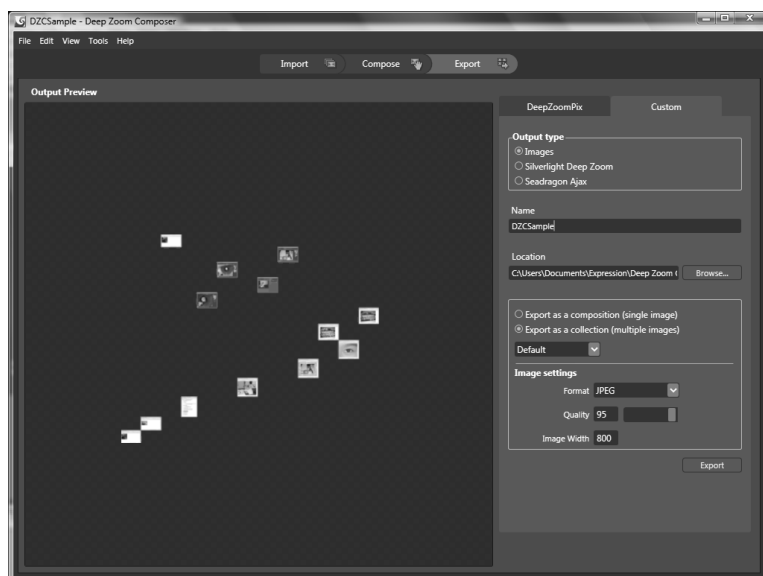 DZCSample - Deep Zoom Composer
File Edit View Tools Help
Import Compose Export
Output Preview
DeepZoomPix Custom
Output type
Images
Silverlight Deep Zoom
Seadragon Ajax
Name
DZCSample
Location
C:\Users\Documents\Expression\Deep Zoom ( Browse...
Export as a composition (single image)
Export as a collection (multiple images)
Default
Image settings
Format JPEG
Quality 95
Image Width 800
Export